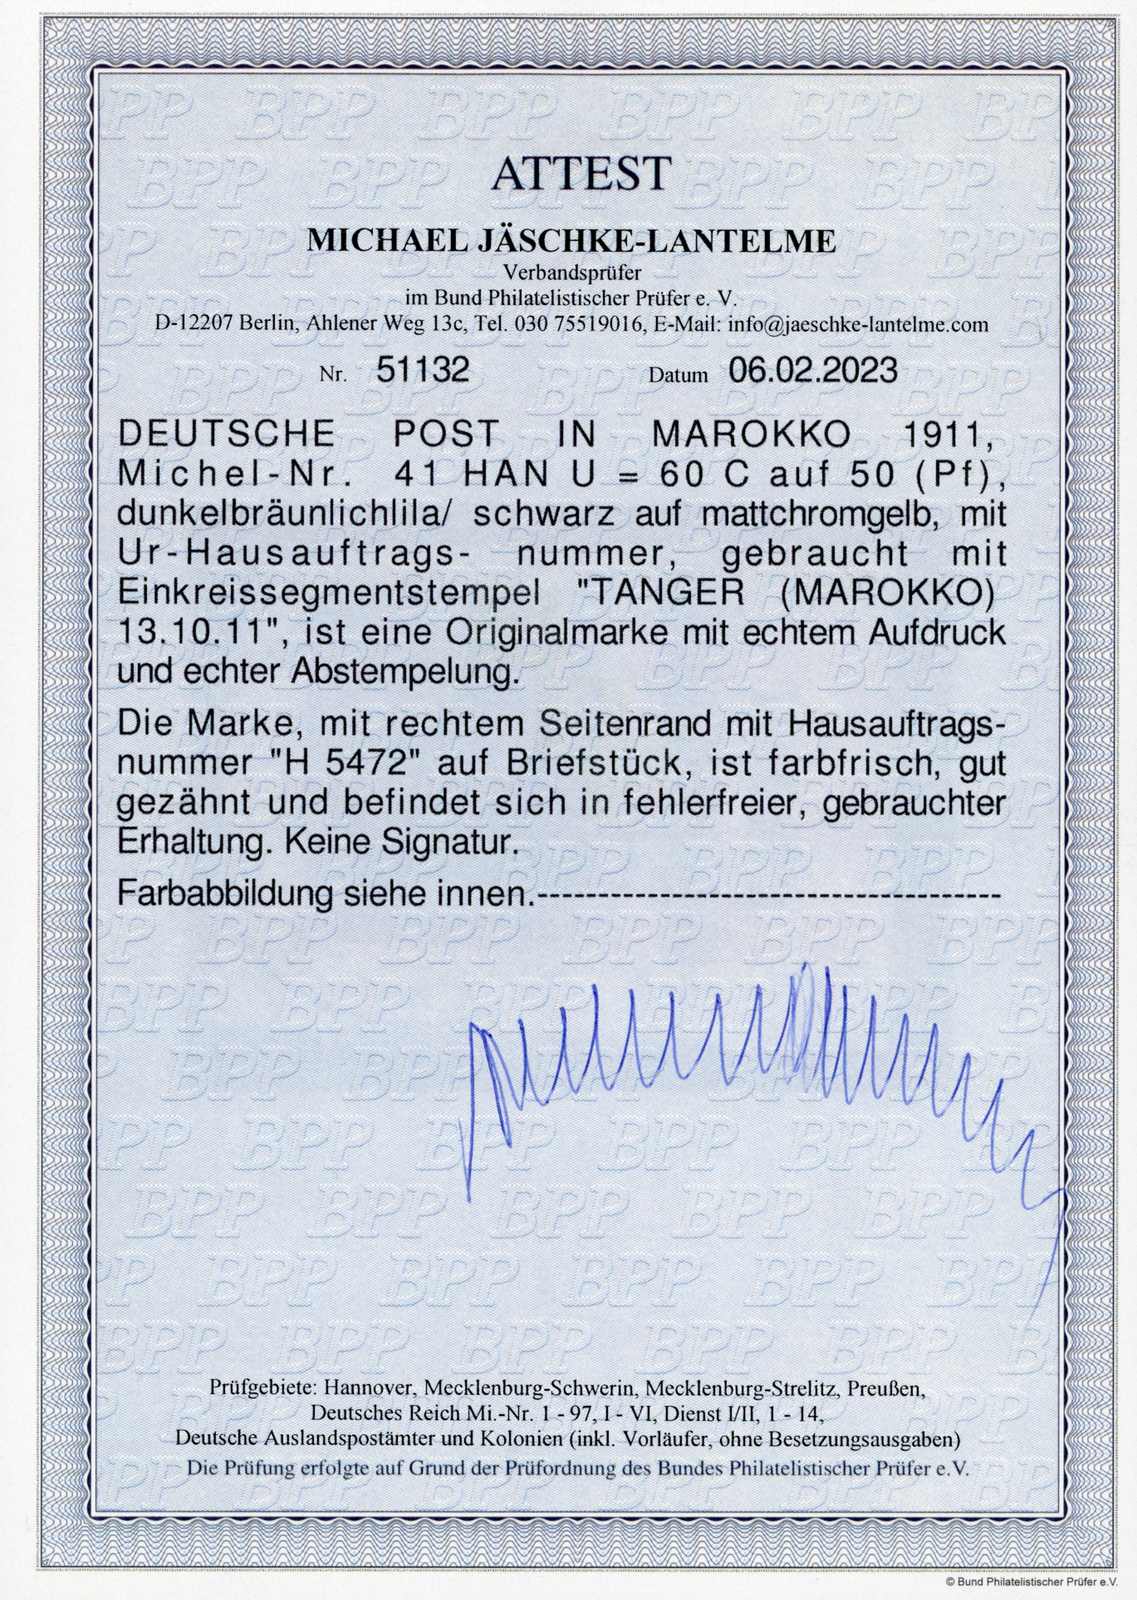 ATTEST
MICHAEL JÄSCHKE-LANTELME
Verbandsprüfer
im Bund Philatelistischer Prüfer e. V.
D-12207 Berlin, Ahlener Weg 13c, Tel. 030 75519016, E-Mail: info@jaeschke-lantelme.com
Nr. 51132 Datum 06.02.2023
DEUTSCHE POST IN MAROKKO 1911,
Michel-Nr. 41 HAN U = 60 C auf 50 (Pf),
dunkelbräunlichlila/ schwarz auf mattchromgelb, mit
Ur-Hausauftrags- nummer, gebraucht mit
Einkreissegmentstempel "TANGER (MAROKKO)
13.10.11", ist eine Originalmarke mit echtem Aufdruck
und echter Abstempelung.
Die Marke, mit rechtem Seitenrand mit Hausauftrags-
nummer "H 5472" auf Briefstück, ist farbfrisch, gut
gezähnt und befindet sich in fehlerfreier, gebrauchter
Erhaltung. Keine Signatur.
Farbabbildung siehe innen.---------------------------------------
Prüfgebiete: Hannover, Mecklenburg-Schwerin, Mecklenburg-Strelitz, Preußen,
Deutsches Reich Mi.-Nr. 1 - 97, I - VI, Dienst I/II, 1 - 14,
Deutsche Auslandspostämter und Kolonien (inkl. Vorläufer, ohne Besetzungsausgaben)
Die Prüfung erfolgte auf Grund der Prüfordnung des Bundes Philatelistischer Prüfer e.V.
© Bund Philatelistischer Prüfer e.V.